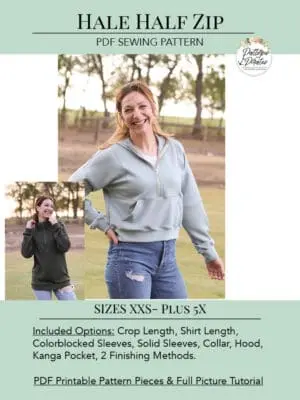 Hale Half Zip
PDF SEWING PATTERN
Patterns
Pirates
SIZES XXS- PLUS 5X
Included Options: Crop Length, Shirt Length,
Colorblocked Sleeves, Solid Sleeves, Collar, Hood,
Kanga Pocket, 2 Finishing Methods.
PDF Printable Pattern Pieces & Full Picture Tutorial